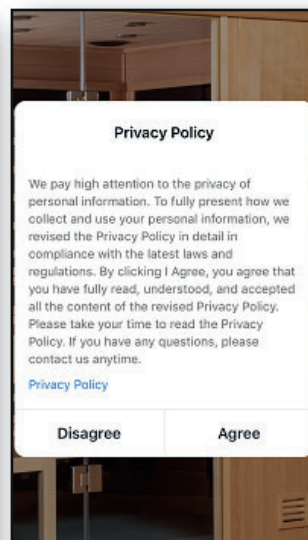 Privacy Policy
We pay high attention to the privacy of
personal information. To fully present how we
collect and use your personal information, we
revised the Privacy Policy in detail in
compliance with the latest laws and
regulations. By clicking I Agree, you agree that
you have fully read, understood, and accepted
all the content of the revised Privacy Policy.
Please take your time to read the Privacy
Policy. If you have any questions, please
contact us anytime.
Privacy Policy
Disagree
Agree